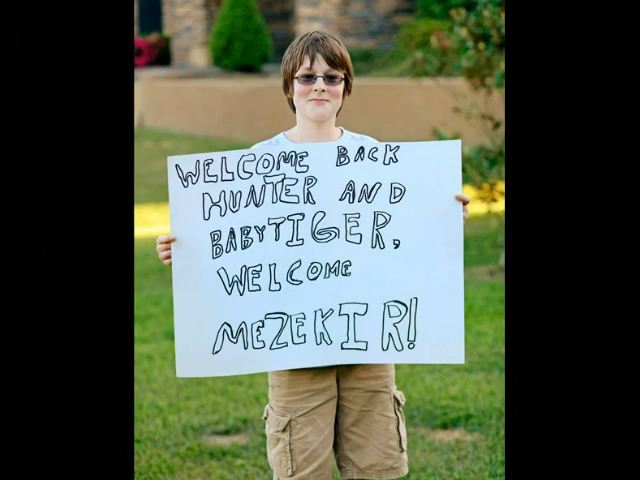 WELCOME BACK
HUNTER AND
BABYTIGER,
WELCOME
MEZEKIR!